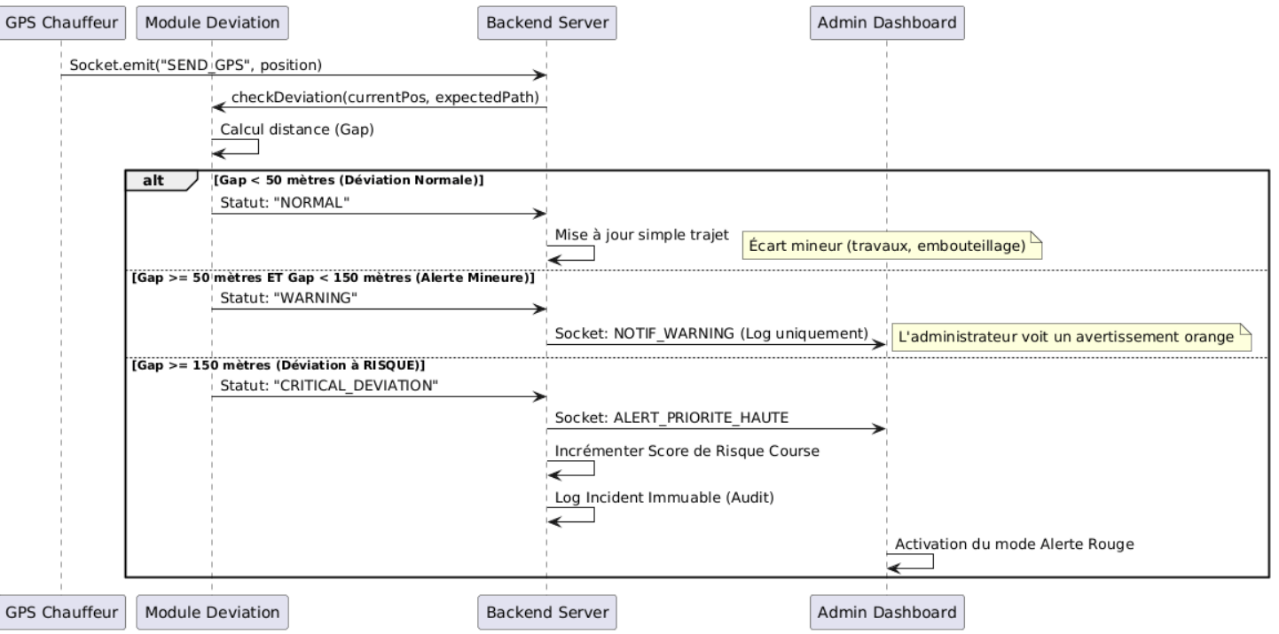 GPS Chauffeur
Module Deviation
Backend Server
Admin Dashboard
Socket.emit("SEND_GPS", position)
checkDeviation(currentPos, expectedPath)
Calcul distance (Gap)
alt
[Gap < 50 mètres (Déviation Normale)]
Statut: "NORMAL"
Mise à jour simple trajet
Écart mineur (travaux, embouteillage)
[Gap >= 50 mètres ET Gap < 150 mètres (Alerte Mineure)]
Statut: "WARNING"
Socket: NOTIF_WARNING (Log uniquement)
L'administrateur voit un avertissement orange
[Gap >= 150 mètres (Déviation à RISQUE)]
Statut: "CRITICAL_DEVIATION"
Socket: ALERT_PRIORITE_HAUTE
Incrémenter Score de Risque Course
Log Incident Immuable (Audit)
Activation du mode Alerte Rouge
GPS Chauffeur
Module Deviation
Backend Server
Admin Dashboard